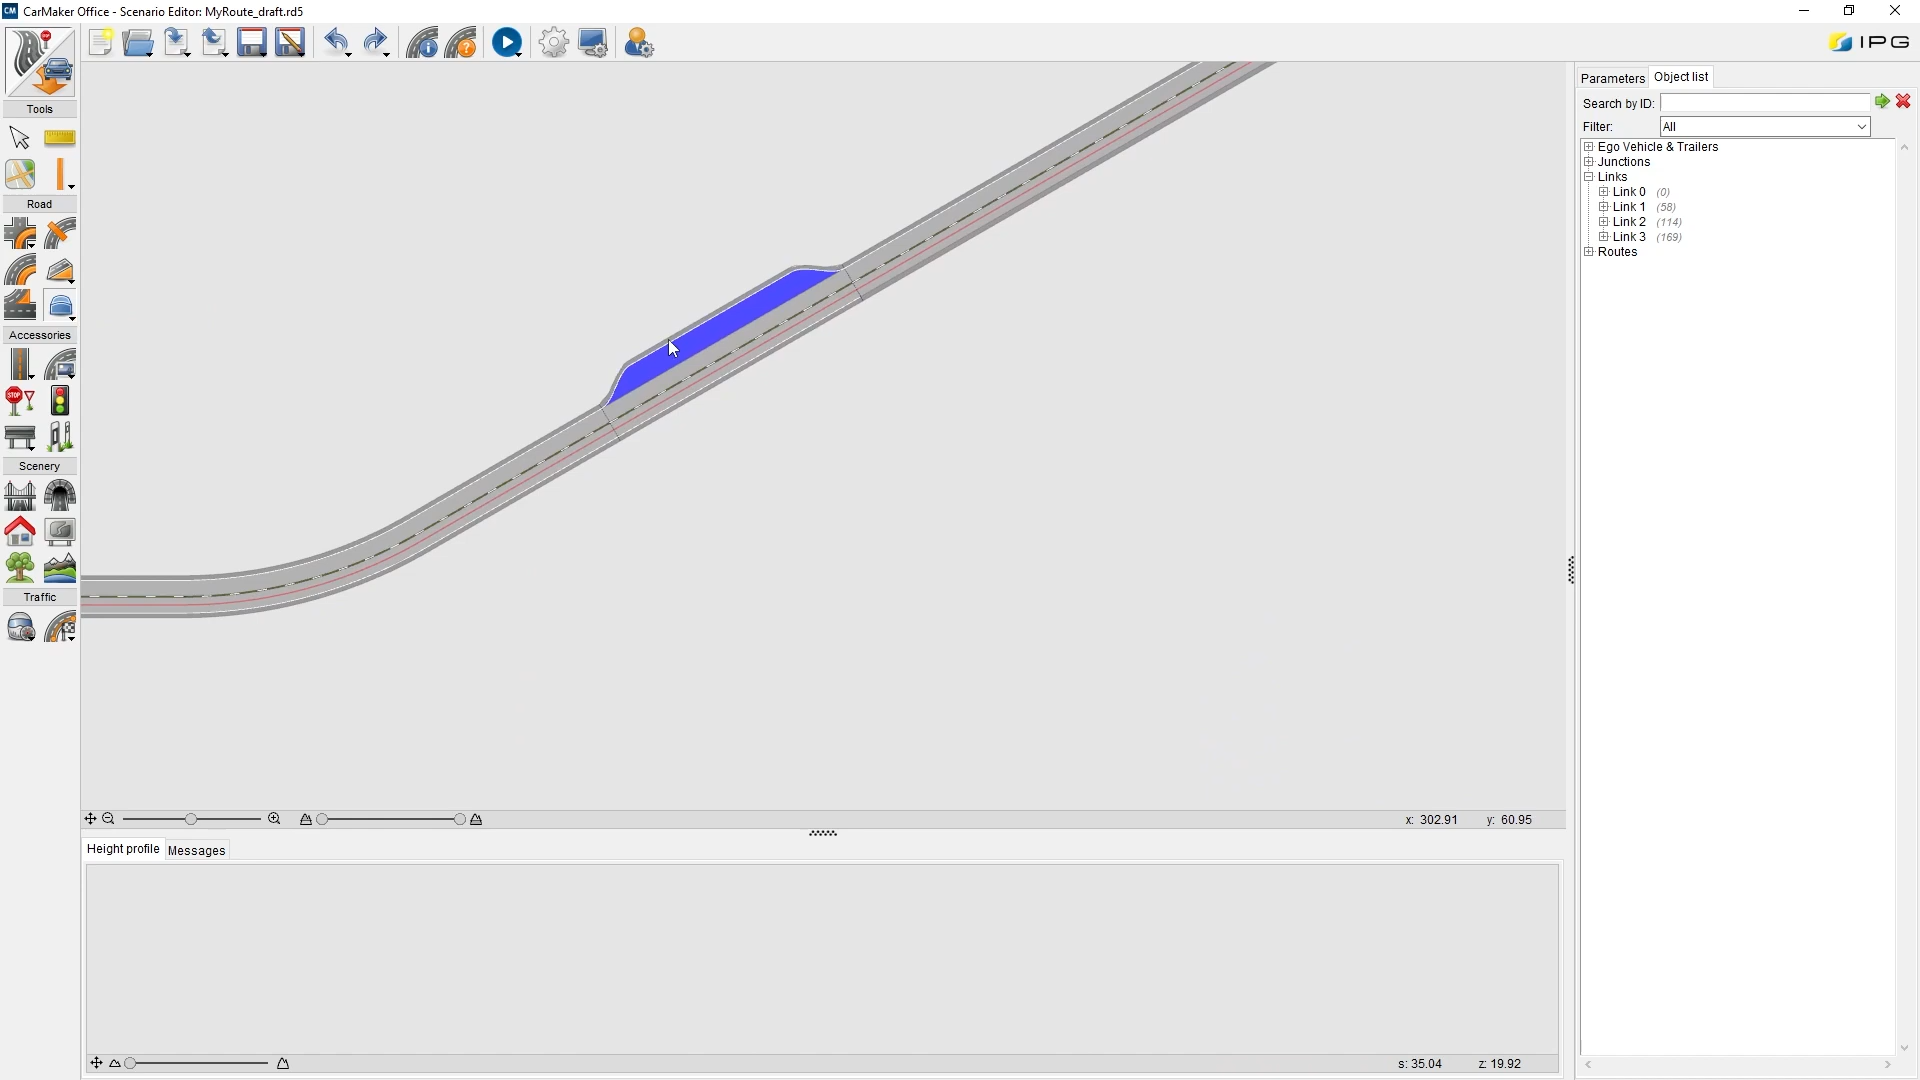 CM CarMaker Office - Scenario Editor: MyRoute_draft.rd5
IPG
Tools
Road
Accessories
STOP
Scenery
Traffic
Parameters
Object list
Search by ID:
Filter:
All
Ego Vehicle & Trailers
Junctions
Links
Link 0 (0)
Link 1 (58)
Link 2 (114)
Link 3 (169)
Routes
x: 302.91 y: 60.95
Height profile
Messages
s: 35.04 z: 19.92